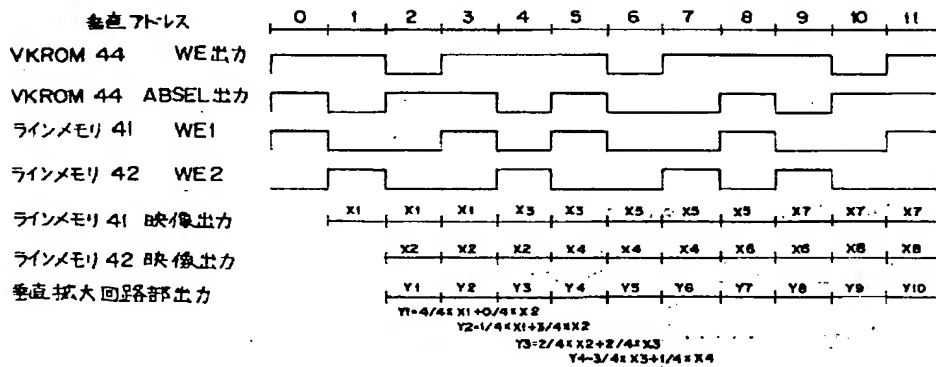 垂直アドレス 0 1 2 3 4 5 6 7 8 9 10 11
VKROM 44 WE出力
VKROM 44 ABSEL出力
ラインメモリ 41 WE1
ラインメモリ 42 WE2
ラインメモリ 41 映像出力 X1 X1 X1 X3 X3 X5 X5 X5 X7 X7 X7
ラインメモリ 42 映像出力 X2 X2 X2 X4 X4 X4 X6 X6 X8 X8
垂直拡大回路部出力 Y1 Y2 Y3 Y4 Y5 Y6 Y7 Y8 Y9 Y10
Y1=4/4*X1+0/4*X2
Y2=1/4*X1+3/4*X2
Y3=2/4*X2+2/4*X3
Y4=3/4*X3+1/4*X4